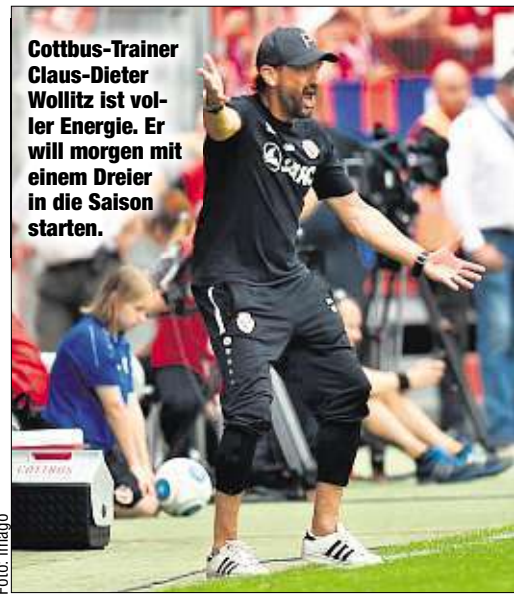 Cottbus-Trainer
Claus-Dieter
Wollitz ist vol-
ler Energie. Er
will morgen mit
einem Dreier
in die Saison
starten.
JAKO
COTTBUS
Foto: Imago